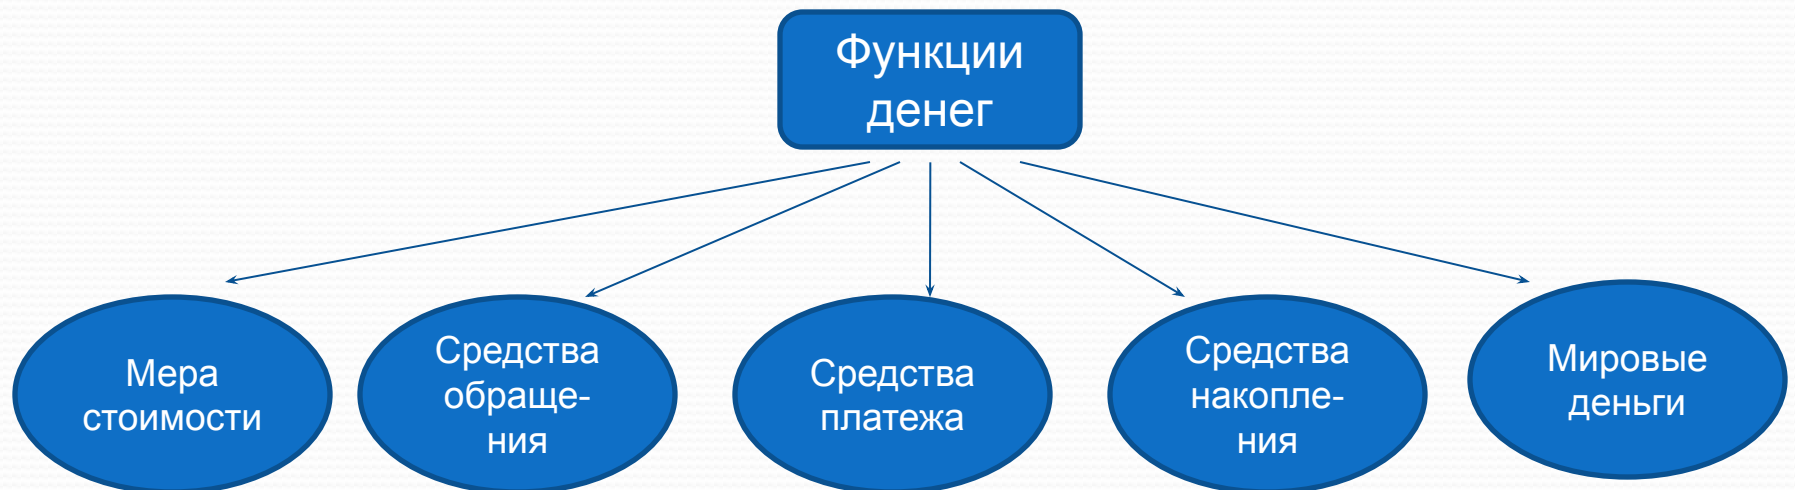 Функции
денег
Мера
стоимости
Средства
обраще-
ния
Средства
платежа
Средства
накопле-
ния
Мировые
деньги